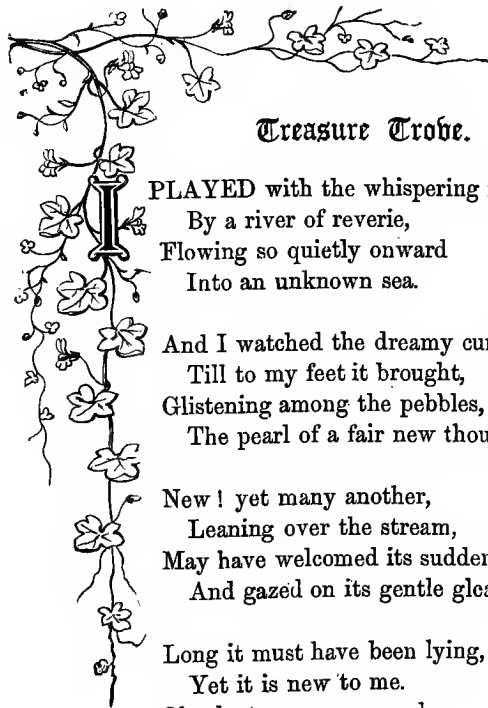 Treasure Trove.
I PLAYED with the whispering
By a river of reverie,
Flowing so quietly onward
Into an unknown sea.
And I watched the dreamy
Till to my feet it brought,
Glistening among the pebbles,
The pearl of a fair new
New! yet many another,
Leaning over the stream,
May have welcomed its
And gazed on its gentle
Long it must have been lying,
Yet it is new to me.